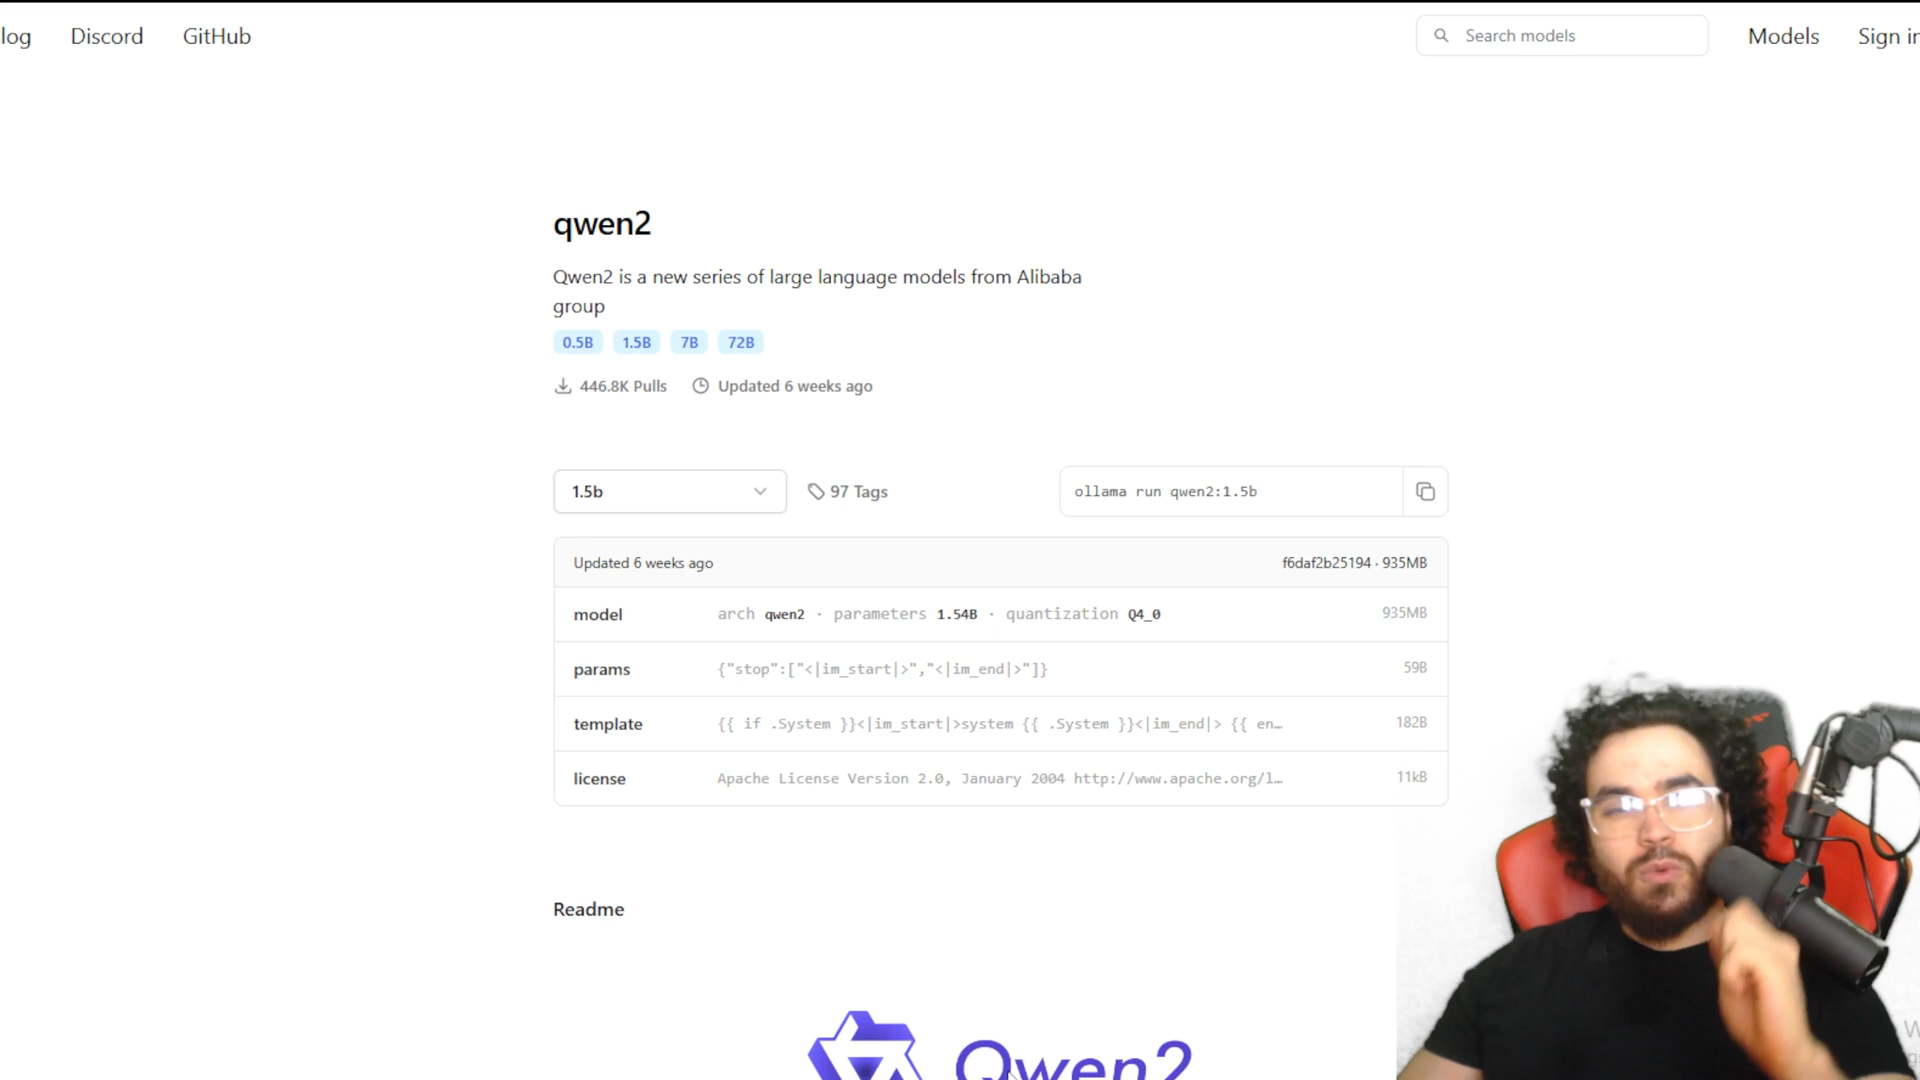 log Discord GitHub Search models Models Sign in
qwen2
Qwen2 is a new series of large language models from Alibaba
group
0.5B 1.5B 7B 72B
446.8K Pulls Updated 6 weeks ago
1.5b 97 Tags ollama run qwen2:1.5b
Updated 6 weeks ago f6daf2b25194 · 935MB
model arch qwen2 · parameters 1.54B · quantization Q4_0 935MB
params {"stop":["<|im_start|>","<|im_end|>"]} 59B
template {{ if .System }}<|im_start|>system {{ .System }}<|im_end|> {{ en… 182B
license Apache License Version 2.0, January 2004 http://www.apache.org/l… 11kB
Readme
Qwen2